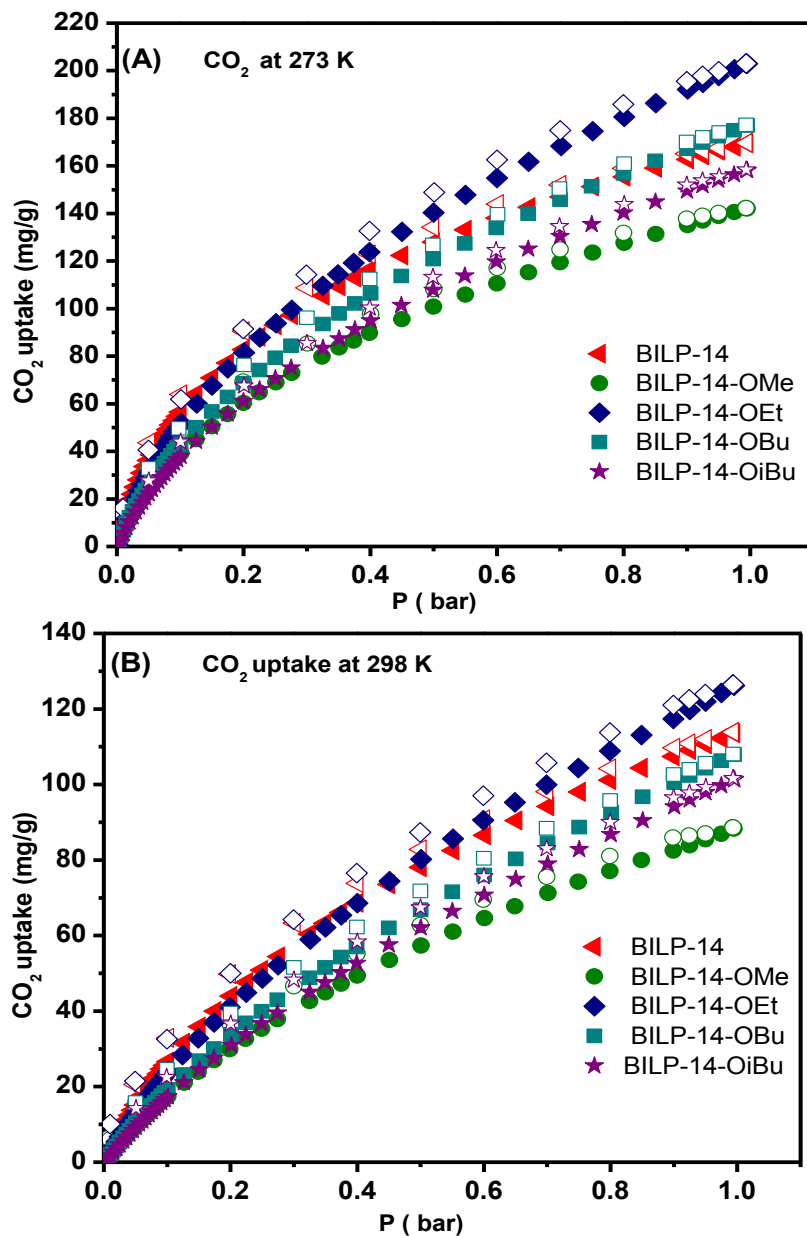 (A) CO₂ at 273 K
CO₂ uptake (mg/g)
220
200
180
160
140
120
100
80
60
40
20
0
BILP-14
BILP-14-OMe
BILP-14-OEt
BILP-14-OBu
BILP-14-OiBu
0.0 0.2 0.4 0.6 0.8 1.0
P ( bar)
(B) CO₂ uptake at 298 K
CO₂ uptake (mg/g)
140
120
100
80
60
40
20
0
BILP-14
BILP-14-OMe
BILP-14-OEt
BILP-14-OBu
BILP-14-OiBu
0.0 0.2 0.4 0.6 0.8 1.0
P ( bar)